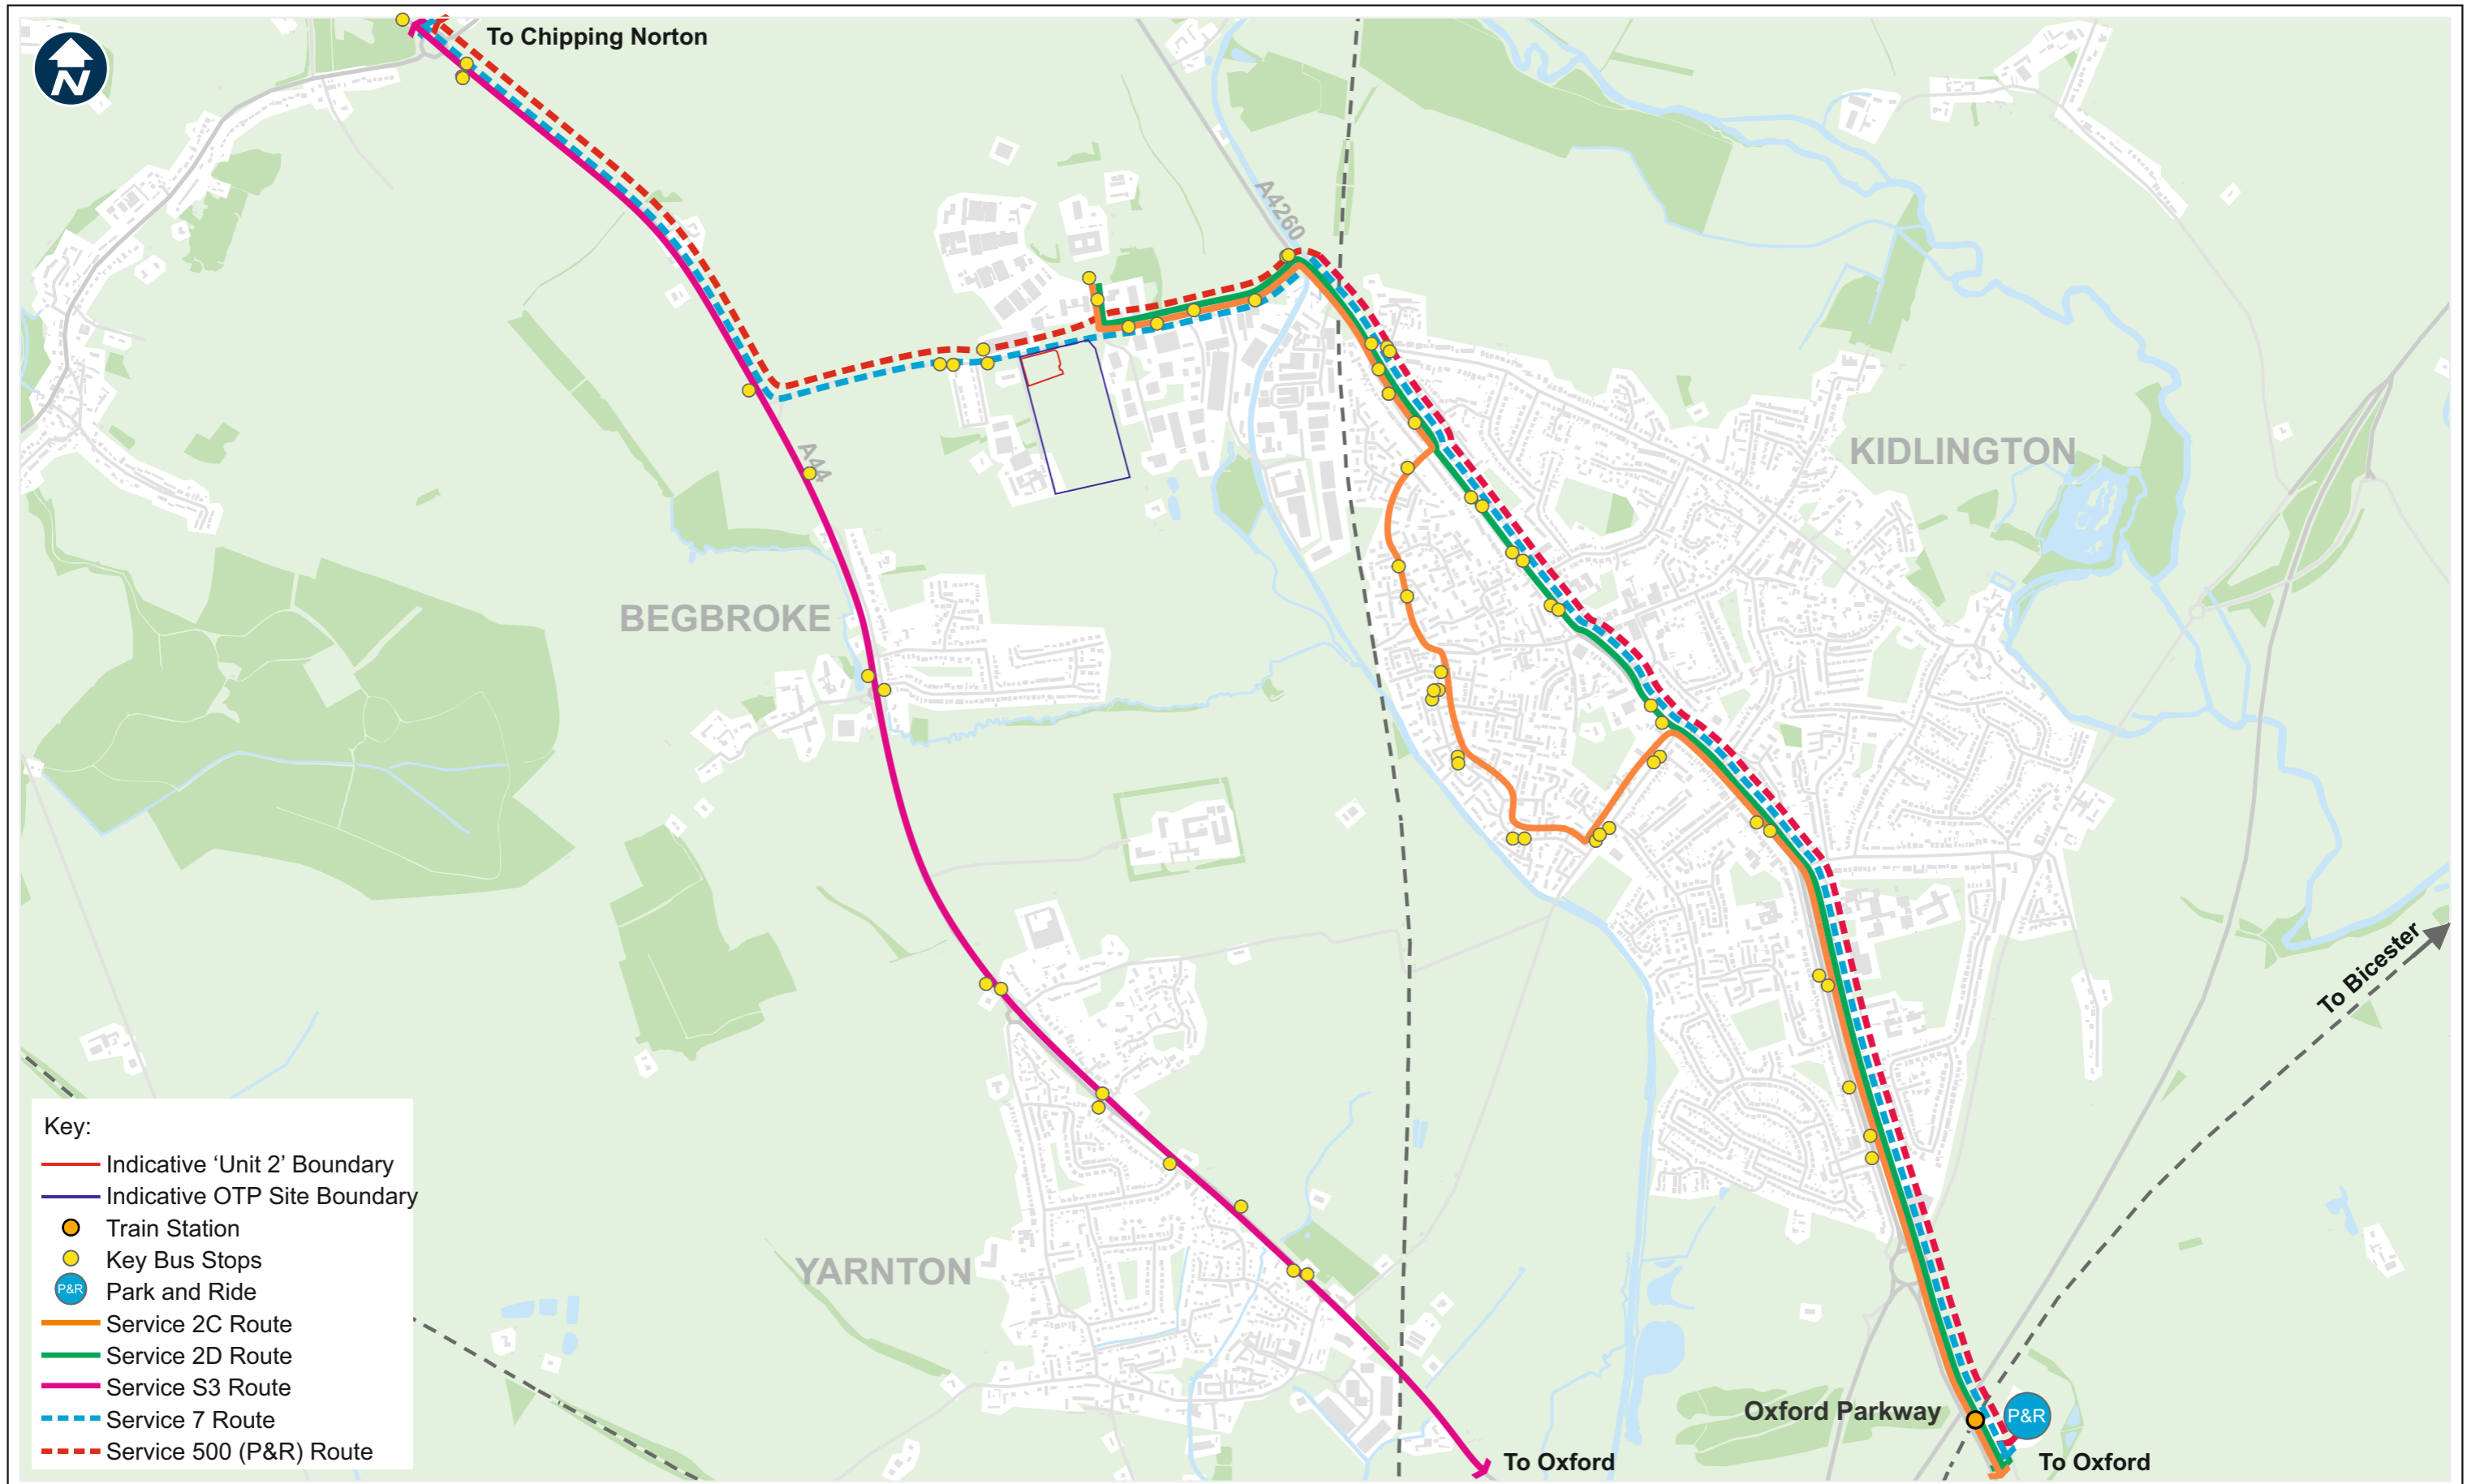 To Chipping Norton
N
A4260
KIDLINGTON
A44
BEGBROKE
To Bicester
YARNTON
Key:
Indicative ‘Unit 2’ Boundary
Indicative OTP Site Boundary
Train Station
Key Bus Stops
P&R Park and Ride
Service 2C Route
Service 2D Route
Service S3 Route
Service 7 Route
Service 500 (P&R) Route
Oxford Parkway
P&R
To Oxford
To Oxford